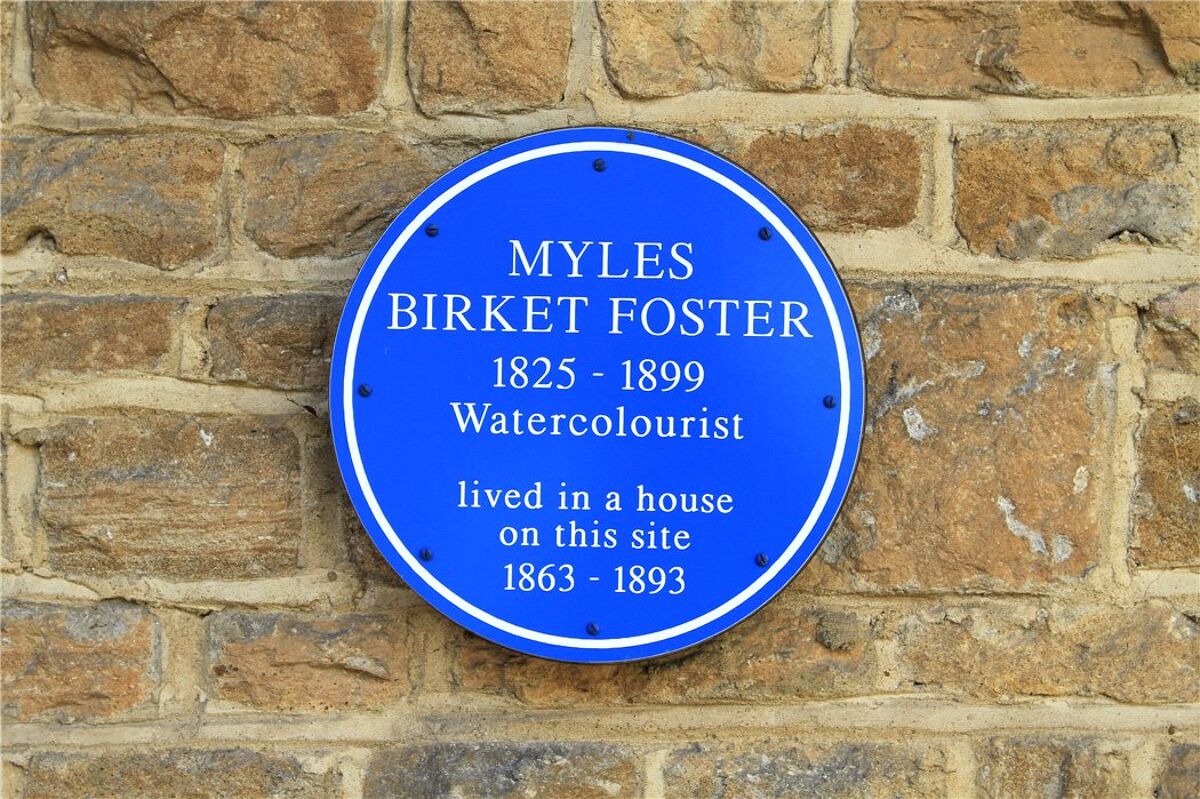 MYLES
BIRKET FOSTER
1825 - 1899
Watercolourist
lived in a house
on this site
1863 - 1893